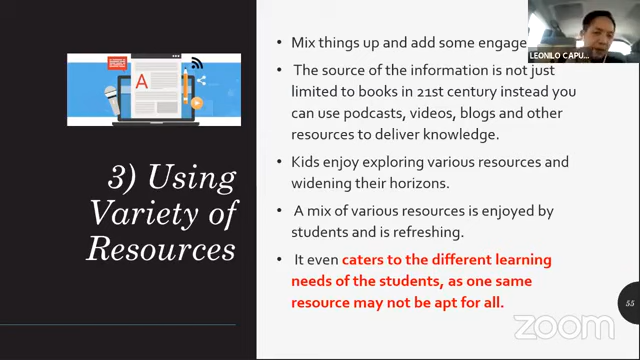 3) Using
Variety of
Resources
A
• Mix things up and add some engage
• The source of the information is not just
limited to books in 21st century instead you
can use podcasts, videos, blogs and other
resources to deliver knowledge.
• Kids enjoy exploring various resources and
widening their horizons.
• A mix of various resources is enjoyed by
students and is refreshing.
• It even caters to the different learning
needs of the students, as one same
resource may not be apt for all.
LEONILO CAPU...
55
zoom